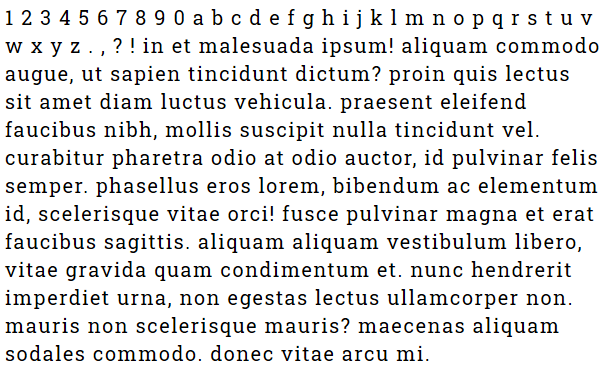 1 2 3 4 5 6 7 8 9 0 a b c d e f g h i j k l m n o p q r s t u v
w x y z . , ? ! in et malesuada ipsum! aliquam commodo
augue, ut sapien tincidunt dictum? proin quis lectus
sit amet diam luctus vehicula. praesent eleifend
faucibus nibh, mollis suscipit nulla tincidunt vel.
curabitur pharetra odio at odio auctor, id pulvinar felis
semper. phasellus eros lorem, bibendum ac elementum
id, scelerisque vitae orci! fusce pulvinar magna et erat
faucibus sagittis. aliquam aliquam vestibulum libero,
vitae gravida quam condimentum et. nunc hendrerit
imperdiet urna, non egestas lectus ullamcorper non.
mauris non scelerisque mauris? maecenas aliquam
sodales commodo. donec vitae arcu mi.